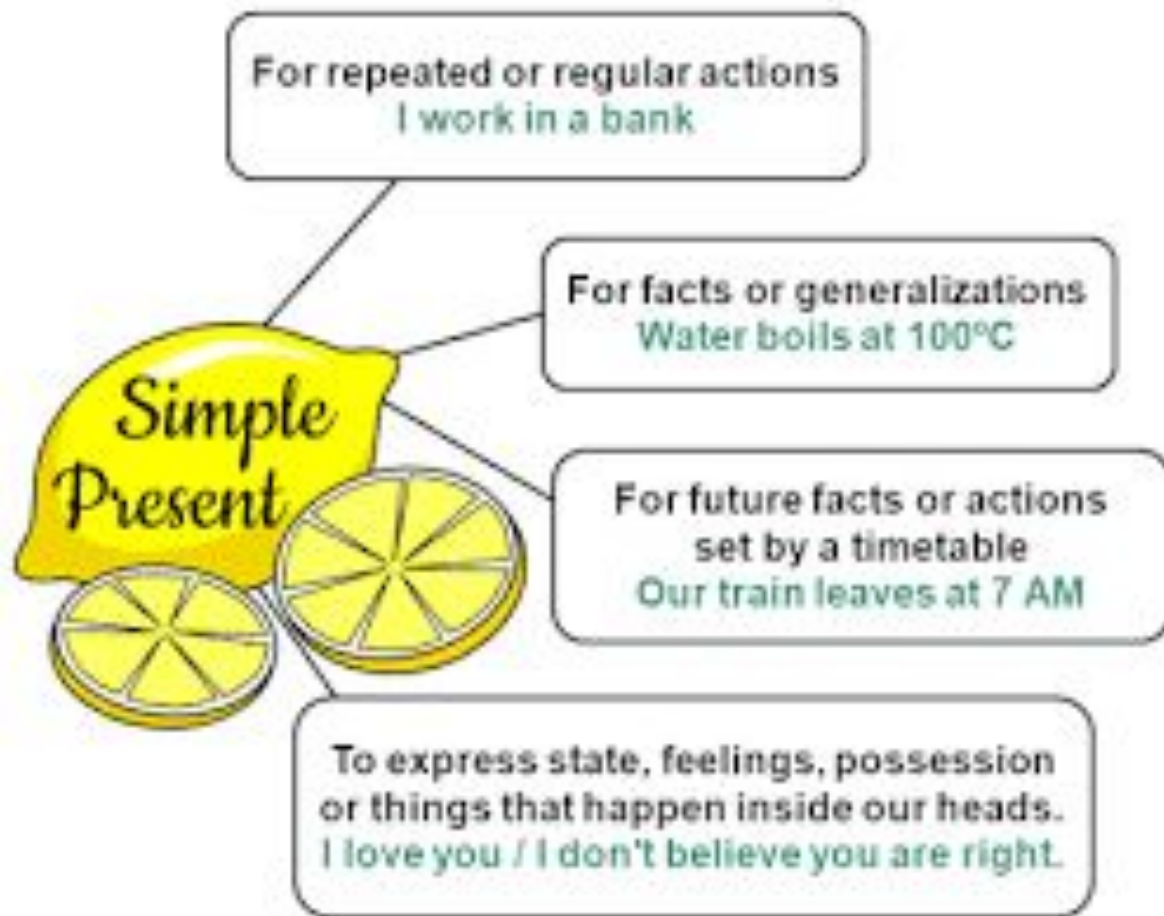 For repeated or regular actions
I work in a bank
For facts or generalizations
Water boils at 100ºC
Simple
Present
For future facts or actions
set by a timetable
Our train leaves at 7 AM
To express state, feelings, possession
or things that happen inside our heads.
I love you / I don't believe you are right.